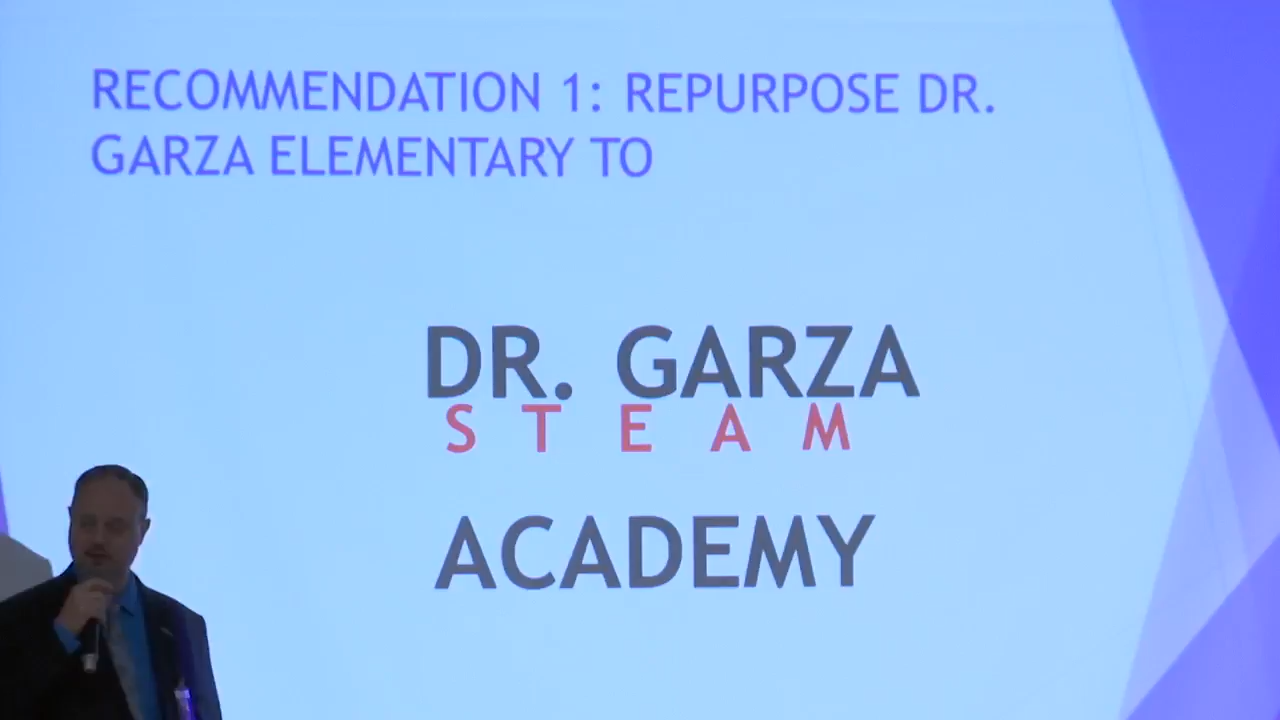 RECOMMENDATION 1: REPURPOSE DR.
GARZA ELEMENTARY TO
DR. GARZA
S T E A M
ACADEMY